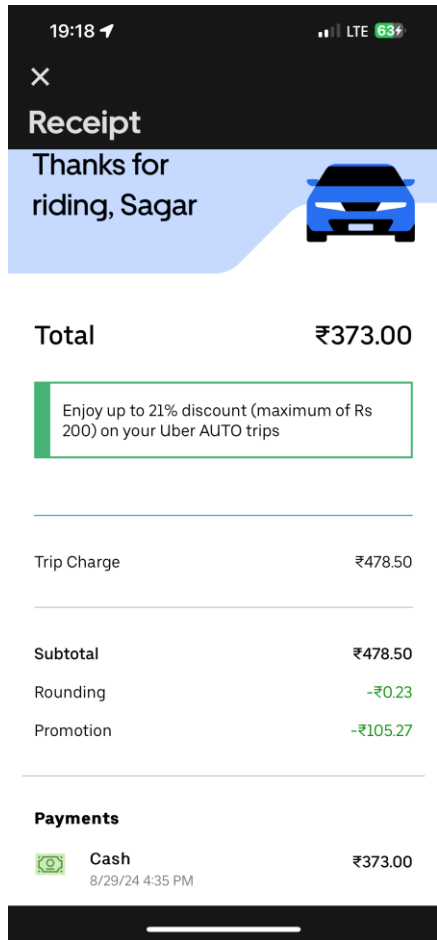 19:18
LTE 63
Receipt
Thanks for
riding, Sagar
Total ₹373.00
Enjoy up to 21% discount (maximum of Rs
200) on your Uber AUTO trips
Trip Charge ₹478.50
Subtotal ₹478.50
Rounding -₹0.23
Promotion -₹105.27
Payments
Cash ₹373.00
8/29/24 4:35 PM